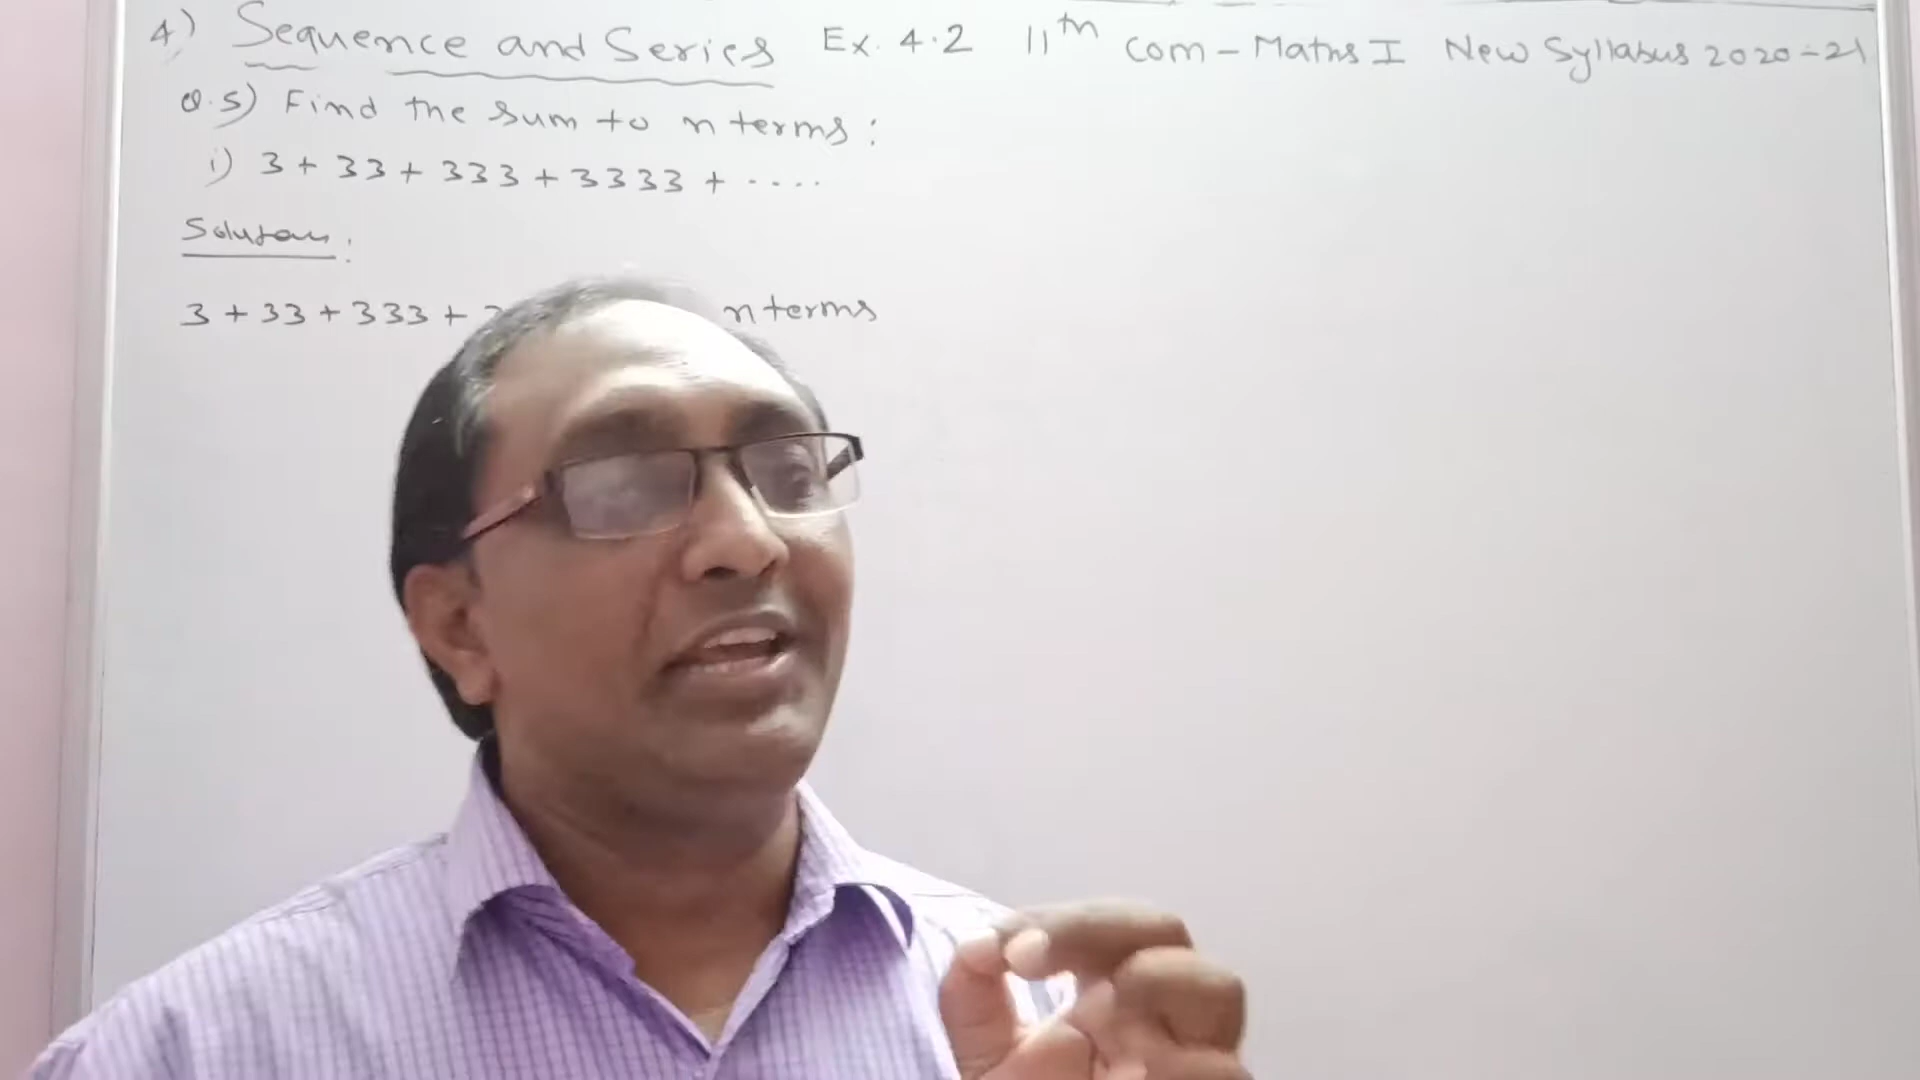 4) Sequence and Series Ex. 4.2 11th Com - Maths I New Syllabus 2020-21
Q.5) Find the sum to n terms :
i) 3 + 33 + 333 + 3333 + ....
Solution :
3 + 33 + 333 + n terms